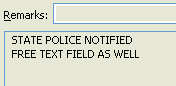 Remarks:
STATE POLICE NOTIFIED
FREE TEXT FIELD AS WELL